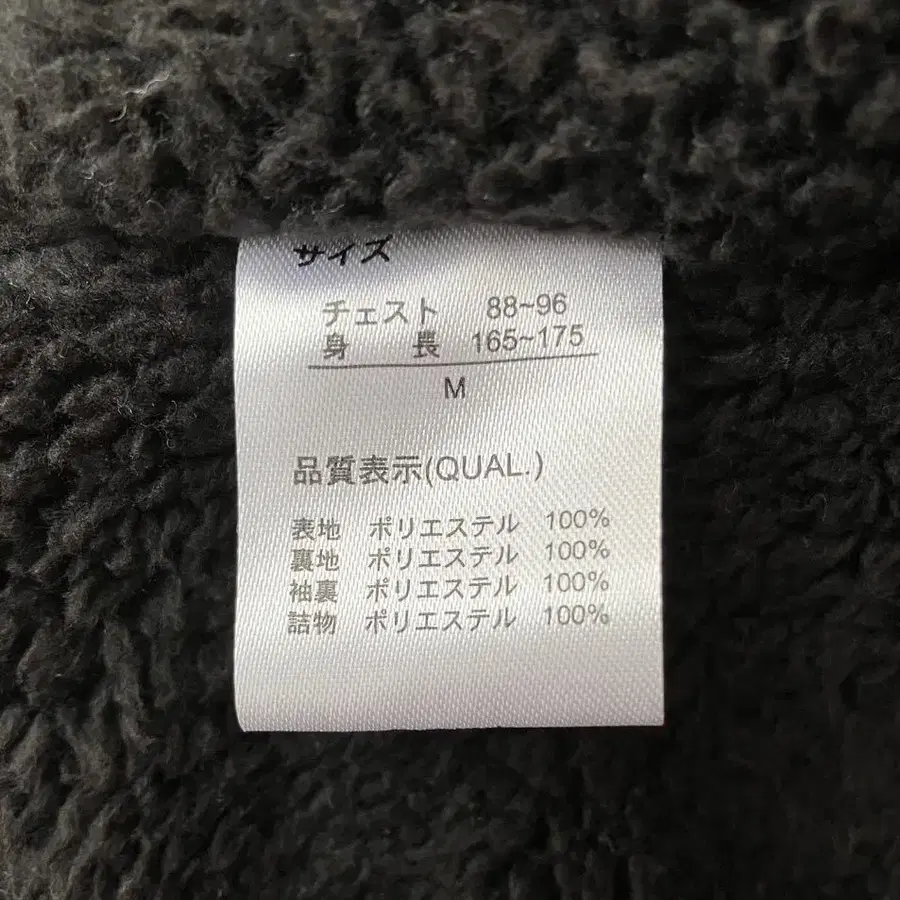 サイズ
チェスト 88~96
身長 165~175
M
品質表示(QUAL.)
表地 ポリエステル 100%
裏地 ポリエステル 100%
袖裏 ポリエステル 100%
詰物 ポリエステル 100%